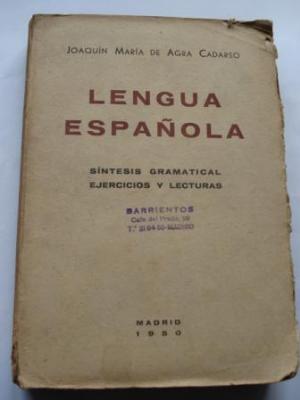 JOAQUÍN MARÍA DE AGRA CADARSO
LENGUA
ESPAÑOLA
SÍNTESIS GRAMATICAL
EJERCICIOS Y LECTURAS
BARRIENTOS
Calle del Prado,
MADRID
1950